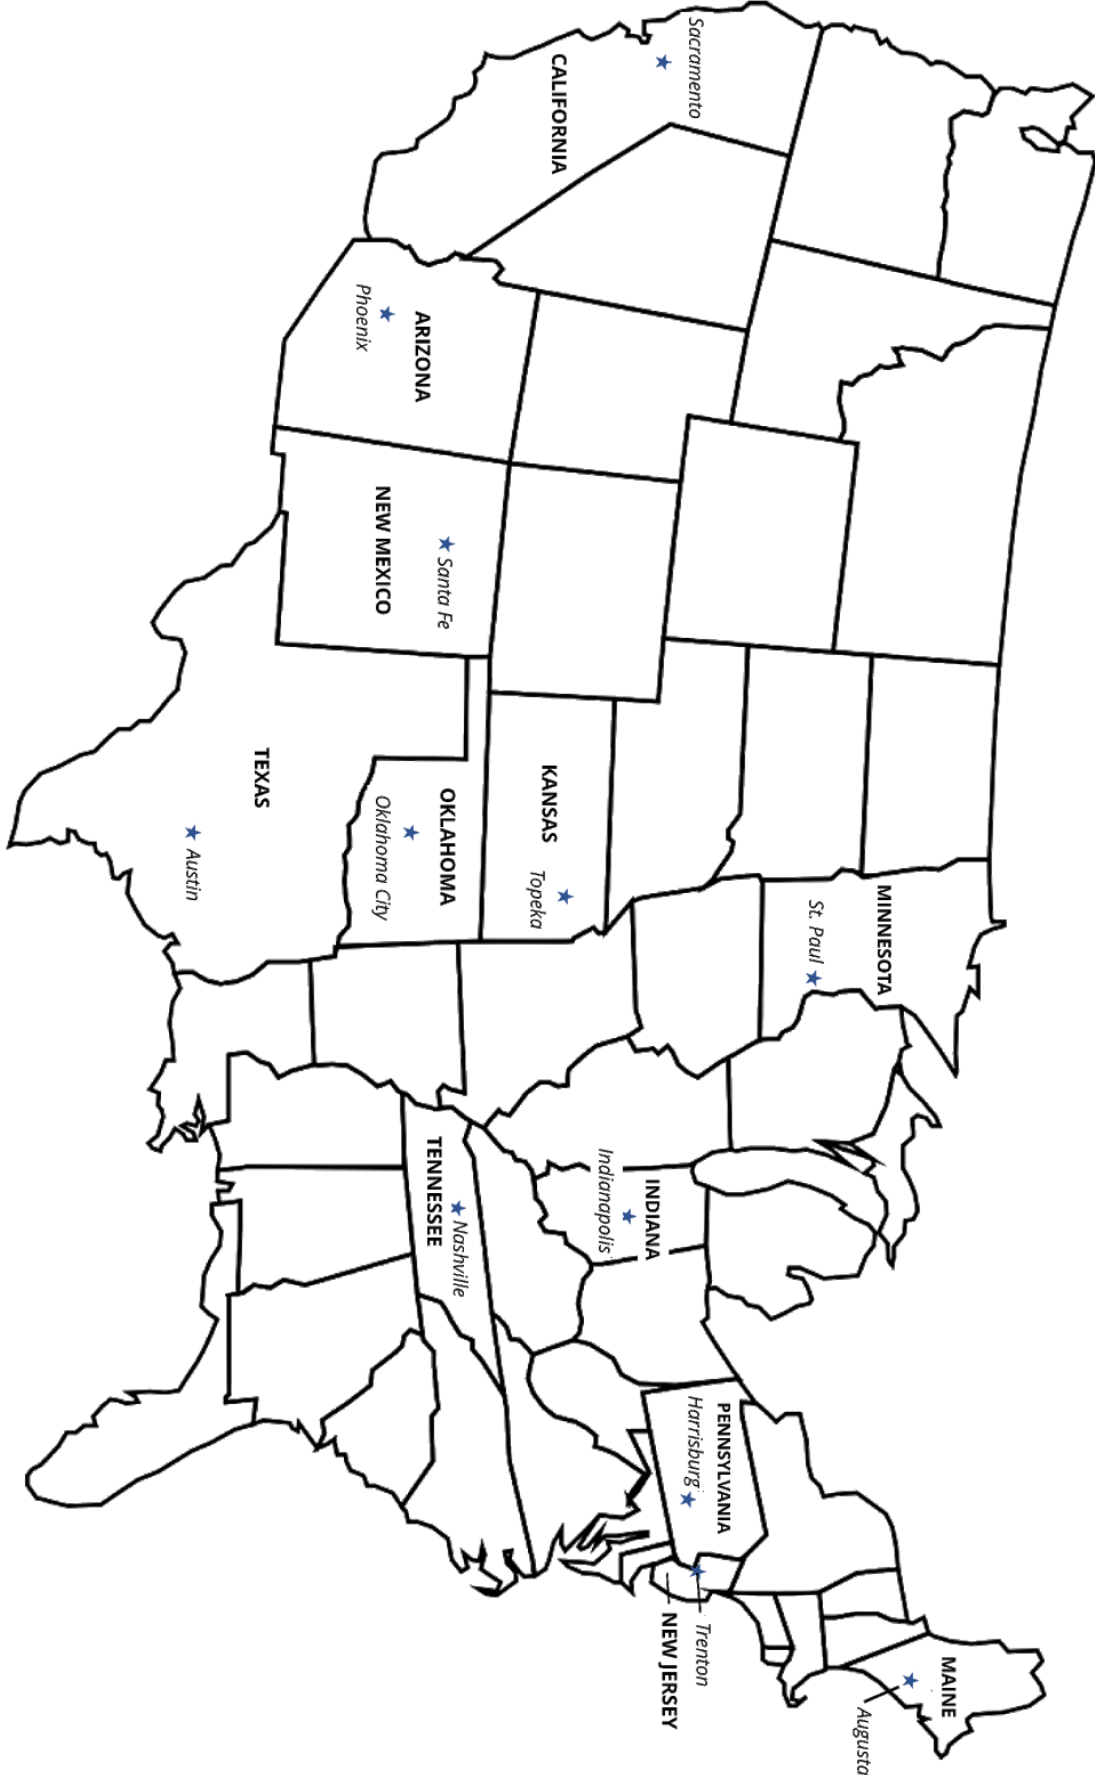 Sacramento
CALIFORNIA
ARIZONA
Phoenix
Santa Fe
NEW MEXICO
TEXAS
Austin
OKLAHOMA
Oklahoma City
KANSAS
Topeka
MINNESOTA
St. Paul
INDIANA
Indianapolis
Nashville
TENNESSEE
PENNSYLVANIA
Harrisburg
Trenton
NEW JERSEY
MAINE
Augusta